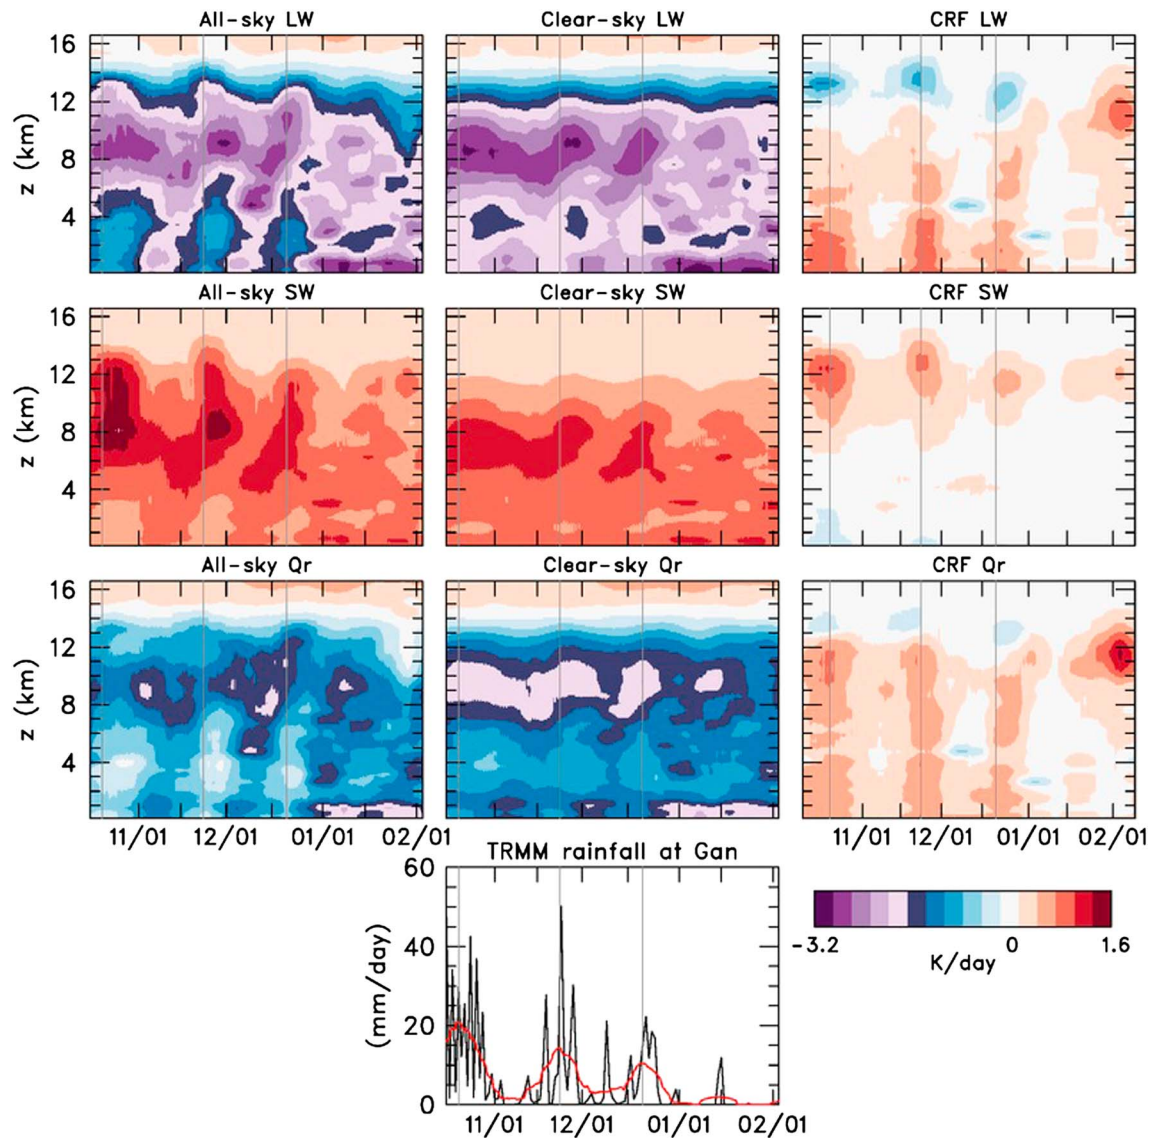 All-sky LW Clear-sky LW CRF LW
16
12
z (km)
8
4
All-sky SW Clear-sky SW CRF SW
16
12
z (km)
8
4
All-sky Qr Clear-sky Qr CRF Qr
16
12
z (km)
8
4
11/01 12/01 01/01 02/01 11/01 12/01 01/01 02/01
TRMM rainfall at Gan
60
40
(mm/day)
20
0
11/01 12/01 01/01 02/01
-3.2 0 1.6
K/day